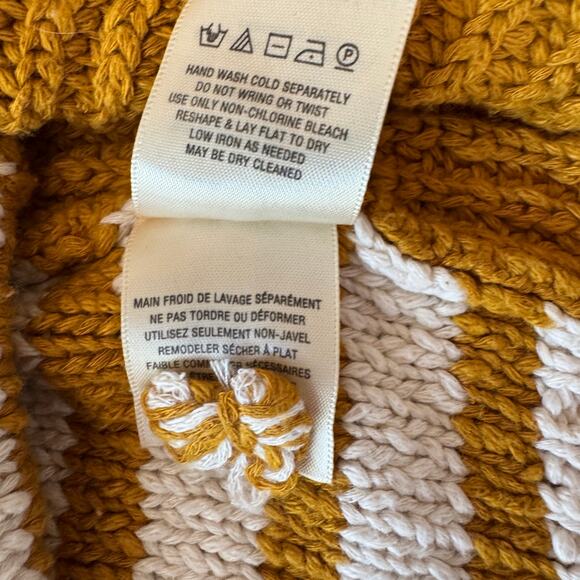 P
HAND WASH COLD SEPARATELY
DO NOT WRING OR TWIST
USE ONLY NON-CHLORINE BLEACH
RESHAPE & LAY FLAT TO DRY
LOW IRON AS NEEDED
MAY BE DRY CLEANED
MAIN FROID DE LAVAGE SÉPARÉMENT
NE PAS TORDRE OU DÉFORMER
UTILISEZ SEULEMENT NON-JAVEL
REMODELER SÉCHER À PLAT
FAIBLE NÉCESSAIRES